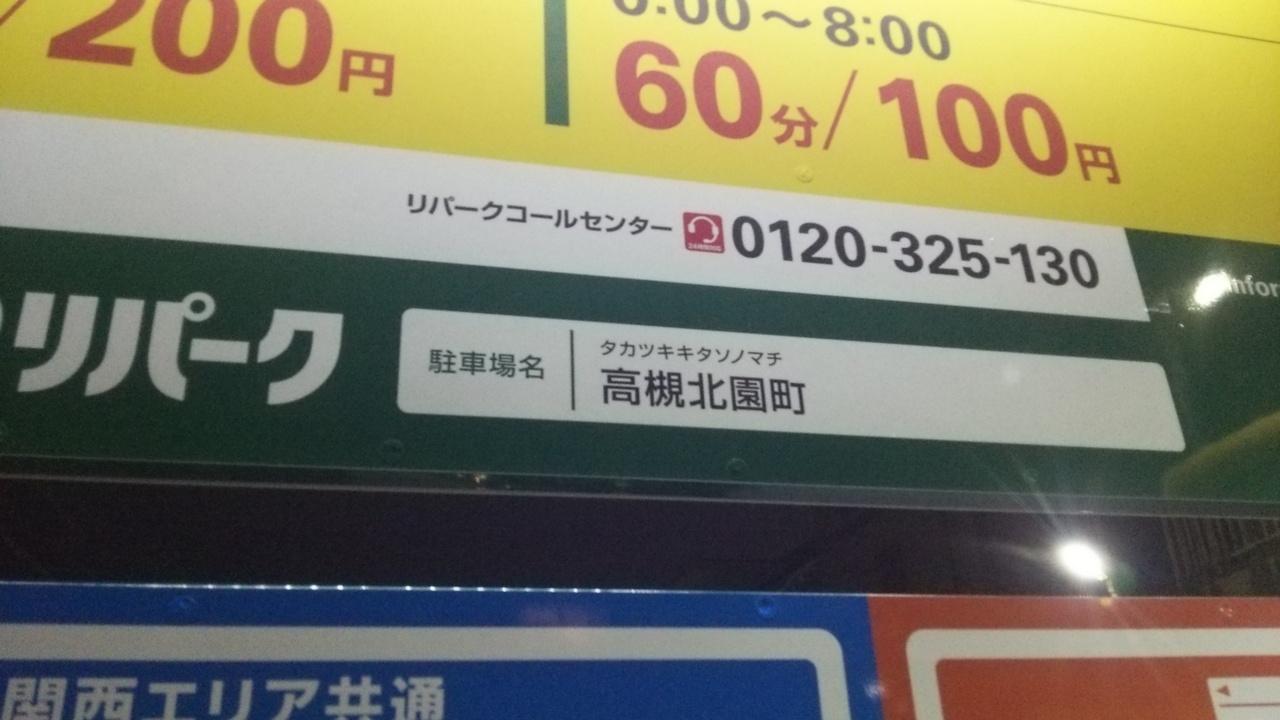 200円
0:00～8:00
60分/100円
リパークコールセンター 0120-325-130
リパーク
駐車場名
タカツキキタソノマチ
高槻北園町
関西エリア共通